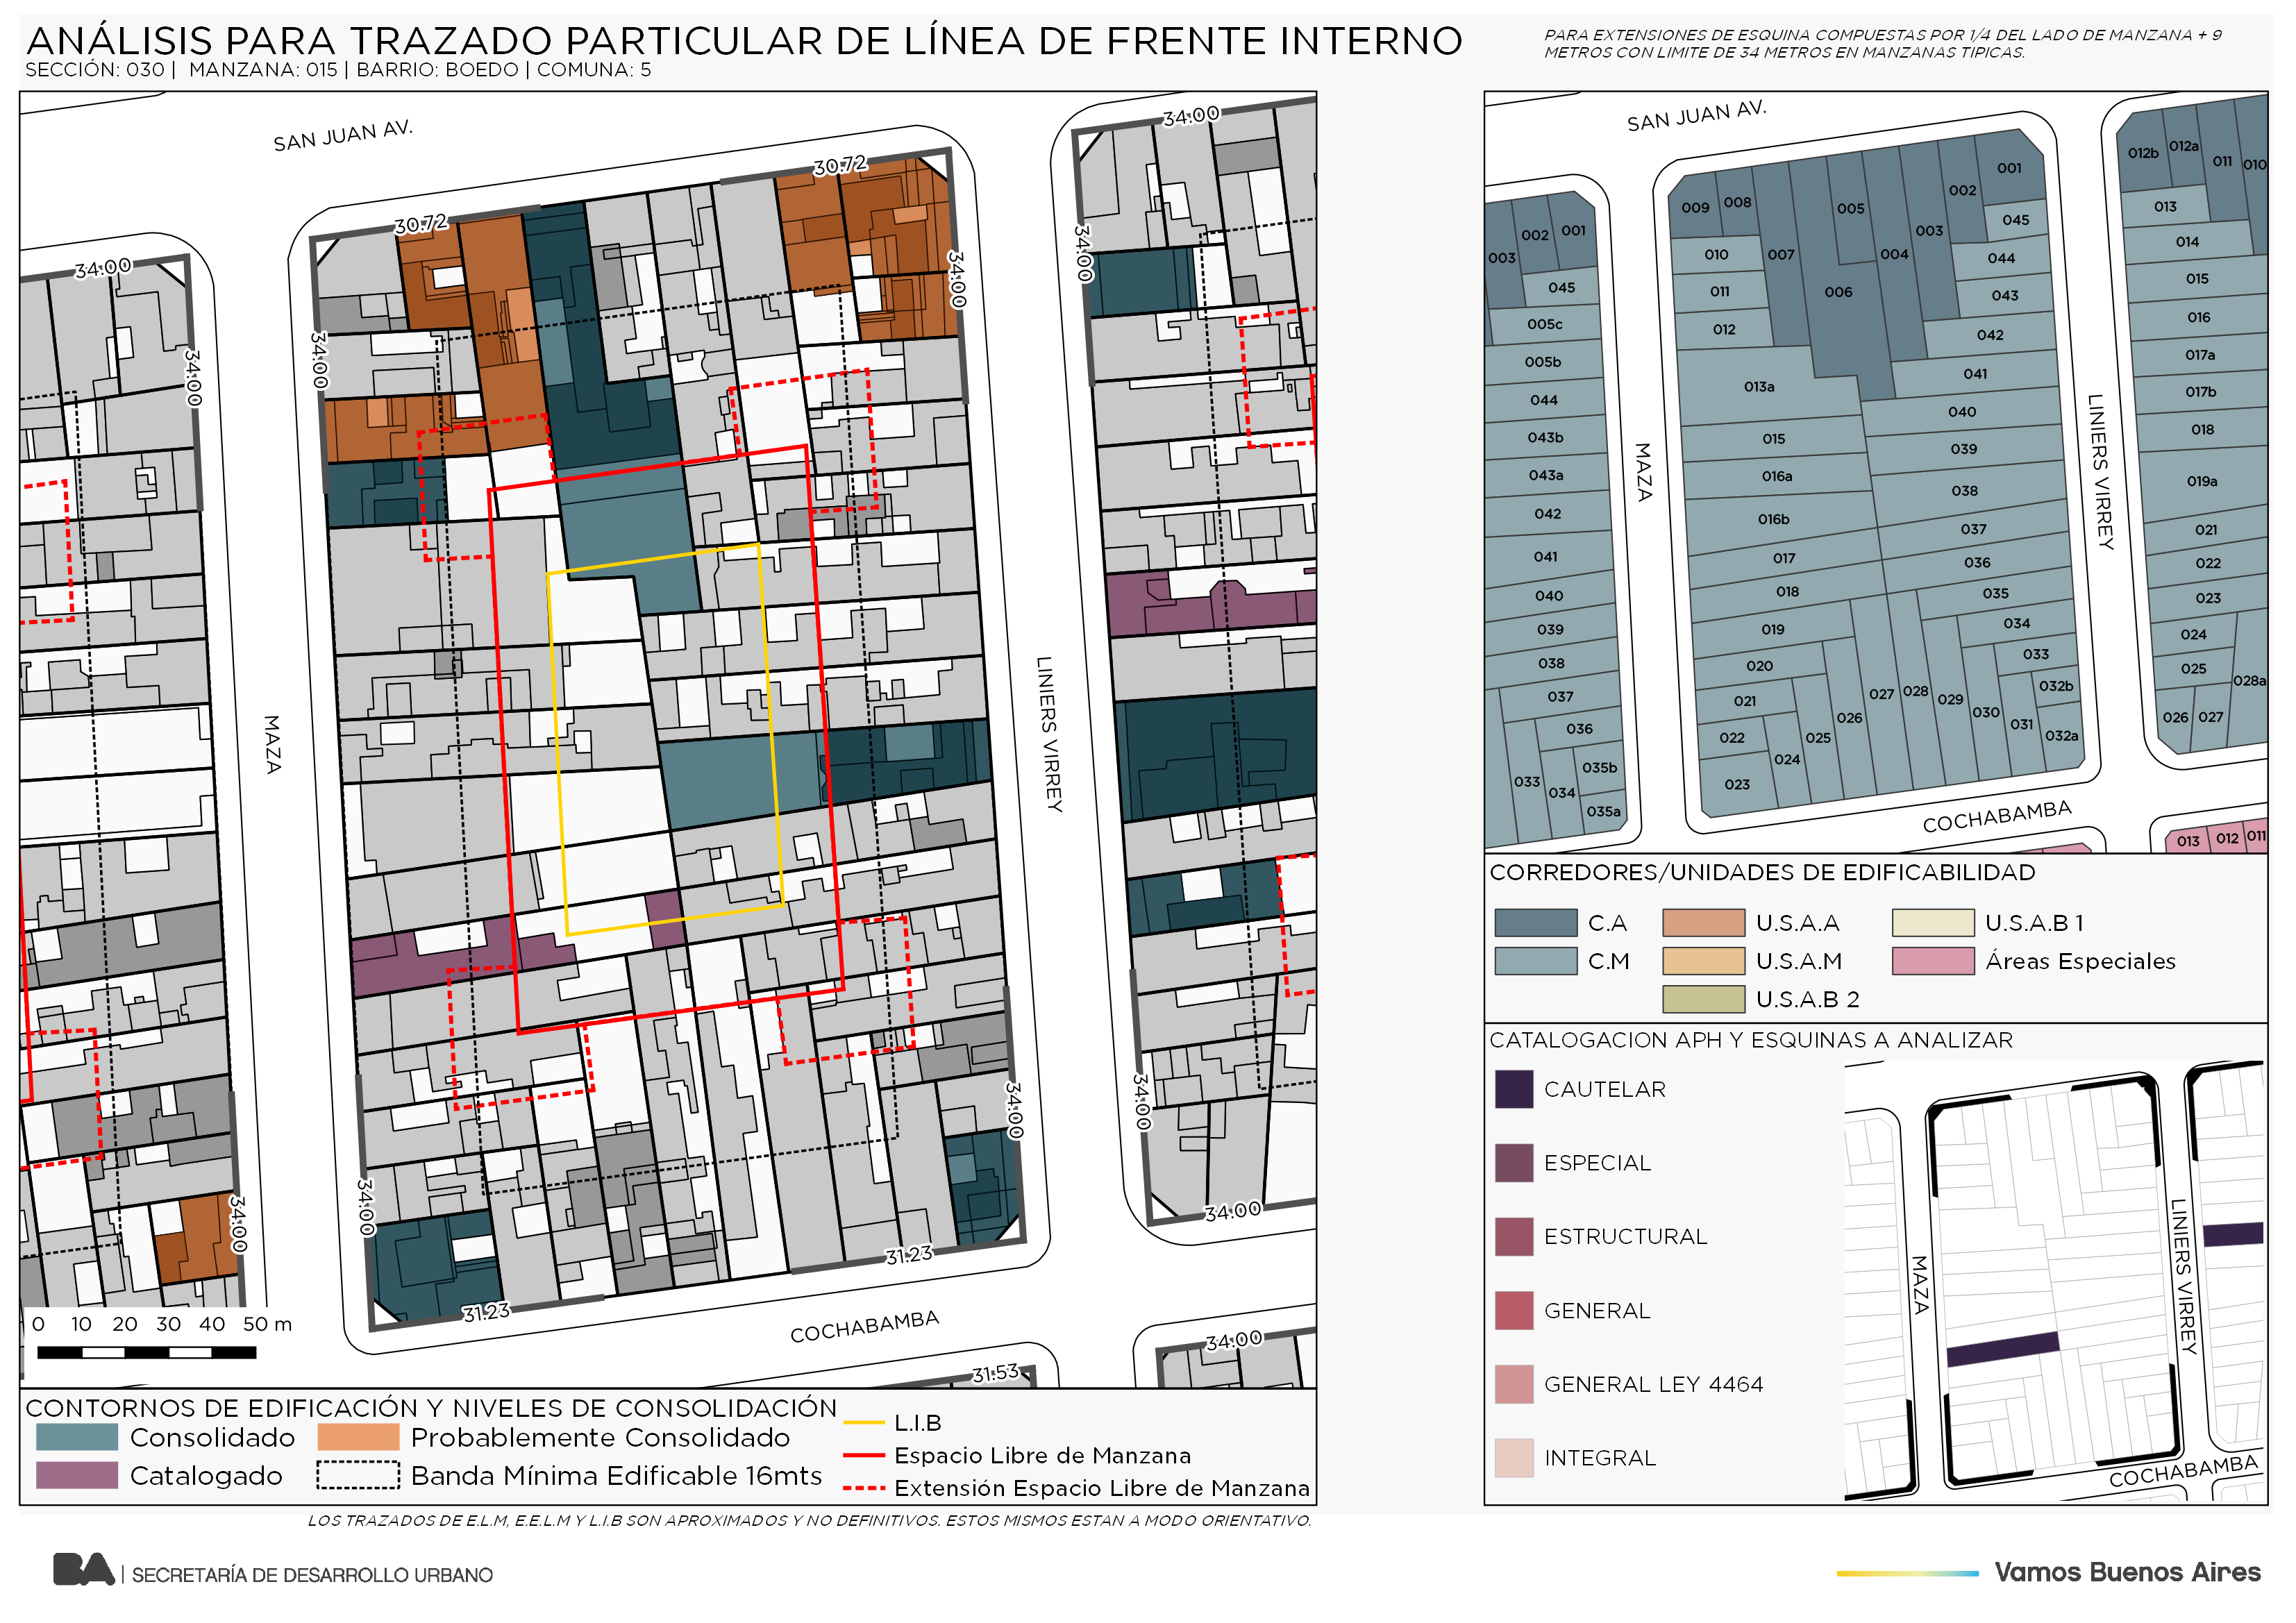 ANÁLISIS PARA TRAZADO PARTICULAR DE LÍNEA DE FRENTE INTERNO
SECCIÓN: 030 | MANZANA: 015 | BARRIO: BOEDO | COMUNA: 5
PARA EXTENSIONES DE ESQUINA COMPUESTAS POR 1/4 DEL LADO DE MANZANA + 9
METROS CON LIMITE DE 34 METROS EN MANZANAS TIPICAS.
SAN JUAN AV.
34.00
30.72
30.72
34.00
34.00
34.00
34.00
34.00
MAZA
LINIERS VIRREY
34.00
34.00
34.00
34.00
34.00
31.23
31.23
COCHABAMBA
34.00
31.53
0 10 20 30 40 50 m
CONTORNOS DE EDIFICACIÓN Y NIVELES DE CONSOLIDACIÓN
Consolidado
Probablemente Consolidado
Catalogado
Banda Mínima Edificable 16mts
L.I.B
Espacio Libre de Manzana
Extensión Espacio Libre de Manzana
LOS TRAZADOS DE E.L.M, E.E.L.M Y L.I.B SON APROXIMADOS Y NO DEFINITIVOS. ESTOS MISMOS ESTAN A MODO ORIENTATIVO.
SAN JUAN AV.
003
002
001
045
005c
005b
044
043b
043a
042
041
040
039
038
037
036
033
034
035b
035a
MAZA
009
008
007
005
006
004
003
002
001
045
010
011
012
044
043
042
041
013a
040
015
039
016a
038
016b
037
017
036
018
035
019
034
020
033
021
032b
022
023
024
025
026
027
028
029
030
031
032a
LINIERS VIRREY
COCHABAMBA
012b
012a
011
010
013
014
015
016
017a
017b
018
019a
021
022
023
024
025
028a
026
027
013
012
011
CORREDORES/UNIDADES DE EDIFICABILIDAD
C.A
U.S.A.A
U.S.A.B 1
C.M
U.S.A.M
Áreas Especiales
U.S.A.B 2
CATALOGACION APH Y ESQUINAS A ANALIZAR
CAUTELAR
ESPECIAL
ESTRUCTURAL
GENERAL
GENERAL LEY 4464
INTEGRAL
MAZA
LINIERS VIRREY
COCHABAMBA
BA | SECRETARÍA DE DESARROLLO URBANO
Vamos Buenos Aires